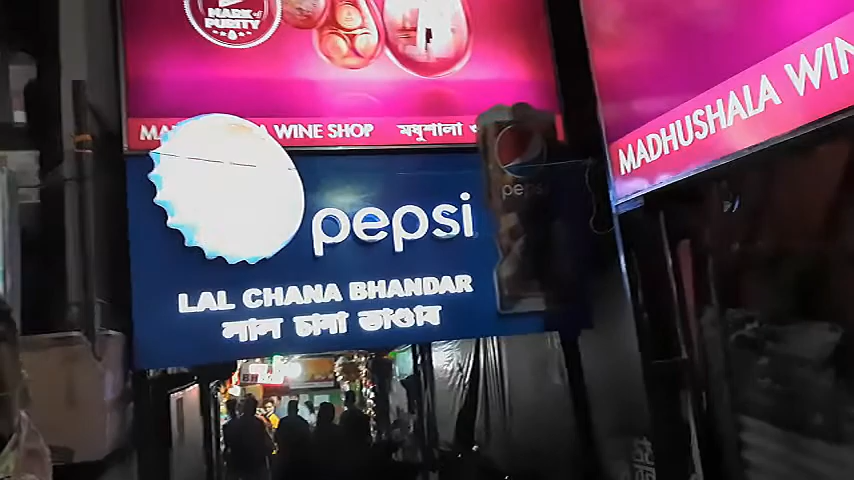 MARK of
PURITY
WINE SHOP
মধুশালা
MADHUSHALA WIN
pepsi
pepsi
LAL CHANA BHANDAR
লাল চানা ভাণ্ডার